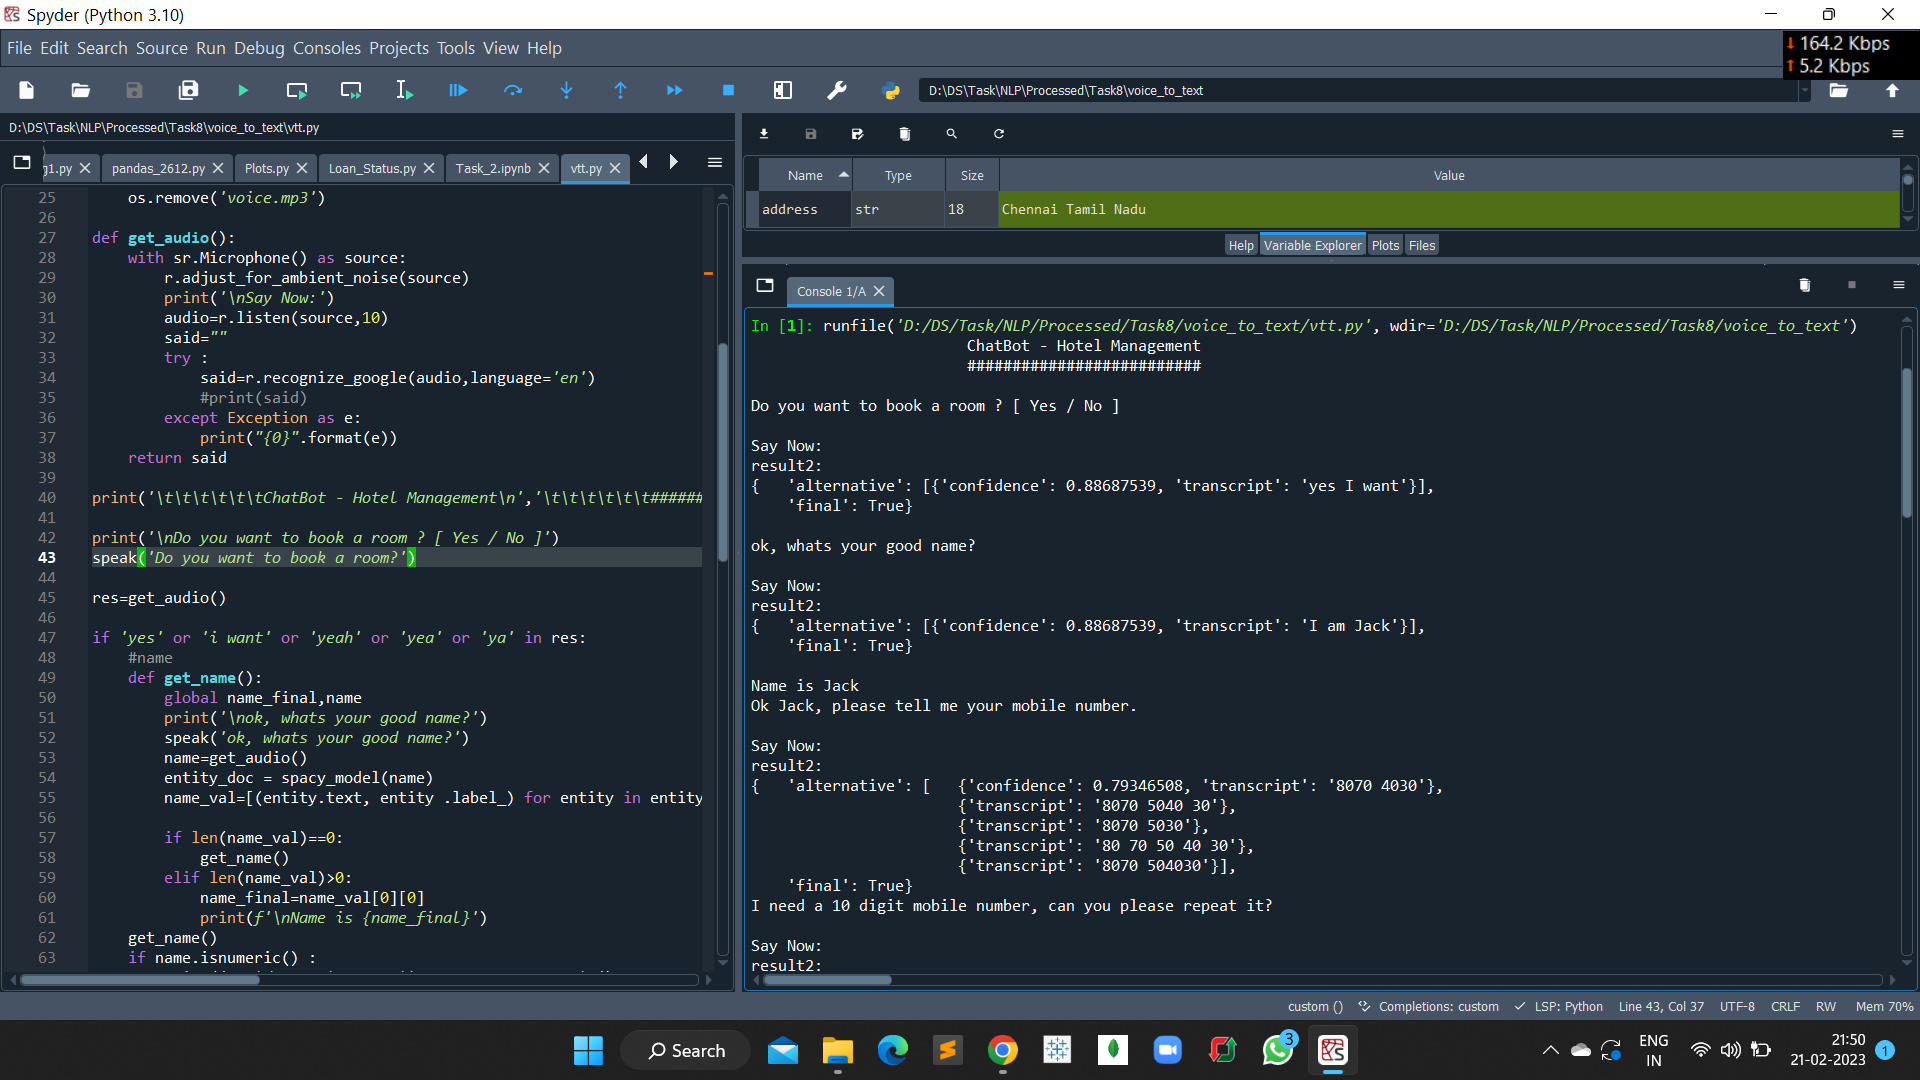 Spyder (Python 3.10)
File Edit Search Source Run Debug Consoles Projects Tools View Help
164.2 Kbps
5.2 Kbps
D:\DS\Task\NLP\Processed\Task8\voice_to_text
D:\DS\Task\NLP\Processed\Task8\voice_to_text\vtt.py
g1.py pandas_2612.py Plots.py Loan_Status.py Task_2.ipynb vtt.py
25 os.remove('voice.mp3')
26
27 def get_audio():
28 with sr.Microphone() as source:
29 r.adjust_for_ambient_noise(source)
30 print('\nSay Now:')
31 audio=r.listen(source,10)
32 said=""
33 try :
34 said=r.recognize_google(audio,language='en')
35 #print(said)
36 except Exception as e:
37 print("{0}".format(e))
38 return said
39
40 print('\t\t\t\t\t\tChatBot - Hotel Management\n','\t\t\t\t\t\t######
41
42 print('\nDo you want to book a room ? [ Yes / No ]')
43 speak('Do you want to book a room?')
44
45 res=get_audio()
46
47 if 'yes' or 'i want' or 'yeah' or 'yea' or 'ya' in res:
48 #name
49 def get_name():
50 global name_final,name
51 print('\nok, whats your good name?')
52 speak('ok, whats your good name?')
53 name=get_audio()
54 entity_doc = spacy_model(name)
55 name_val=[(entity.text, entity .label_) for entity in entity
56
57 if len(name_val)==0:
58 get_name()
59 elif len(name_val)>0:
60 name_final=name_val[0][0]
61 print(f'\nName is {name_final}')
62 get_name()
63 if name.isnumeric() :
Name Type Size Value
address str 18 Chennai Tamil Nadu
Help Variable Explorer Plots Files
Console 1/A
In [1]: runfile('D:/DS/Task/NLP/Processed/Task8/voice_to_text/vtt.py', wdir='D:/DS/Task/NLP/Processed/Task8/voice_to_text')
ChatBot - Hotel Management
##########################
Do you want to book a room ? [ Yes / No ]
Say Now:
result2:
{ 'alternative': [{'confidence': 0.88687539, 'transcript': 'yes I want'}],
'final': True}
ok, whats your good name?
Say Now:
result2:
{ 'alternative': [{'confidence': 0.88687539, 'transcript': 'I am Jack'}],
'final': True}
Name is Jack
Ok Jack, please tell me your mobile number.
Say Now:
result2:
{ 'alternative': [ {'confidence': 0.79346508, 'transcript': '8070 4030'},
{'transcript': '8070 5040 30'},
{'transcript': '8070 5030'},
{'transcript': '80 70 50 40 30'},
{'transcript': '8070 504030'}],
'final': True}
I need a 10 digit mobile number, can you please repeat it?
Say Now:
result2:
custom () Completions: custom LSP: Python Line 43, Col 37 UTF-8 CRLF RW Mem 70%
Search
3
ENG
IN
21:50
21-02-2023
1